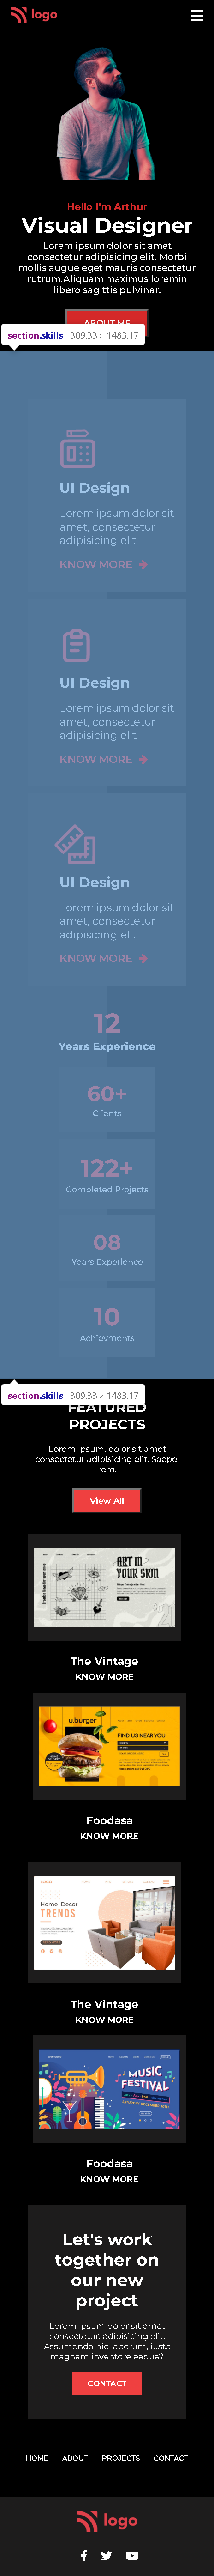 logo
Hello I'm Arthur
Visual Designer
Lorem ipsum dolor sit amet
consectetur adipisicing elit. Morbi
mollis augue eget mauris consectetur
rutrum.Aliquam maximus loremin
libero sagittis pulvinar.
ABOUT ME
section.skills 309.33 × 1483.17
UI Design
Lorem ipsum dolor sit
amet, consectetur
adipisicing elit
KNOW MORE
UI Design
Lorem ipsum dolor sit
amet, consectetur
adipisicing elit
KNOW MORE
UI Design
Lorem ipsum dolor sit
amet, consectetur
adipisicing elit
KNOW MORE
12
Years Experience
60+
Clients
122+
Completed Projects
08
Years Experience
10
Achievments
section.skills 309.33 × 1483.17
FEATURED
PROJECTS
Lorem ipsum, dolor sit amet
consectetur adipisicing elit. Saepe,
rem.
View All
ART IN
YOUR SKIN
The Vintage
KNOW MORE
u.burger
FIND US NEAR YOU
Foodasa
KNOW MORE
Home Decor
TRENDS
The Vintage
KNOW MORE
MUSIC
FESTIVAL
Foodasa
KNOW MORE
Let's work
together on
our new
project
Lorem ipsum dolor sit amet
consectetur, adipisicing elit.
Assumenda hic laborum, iusto
magnam inventore eaque?
CONTACT
HOME ABOUT PROJECTS CONTACT
logo